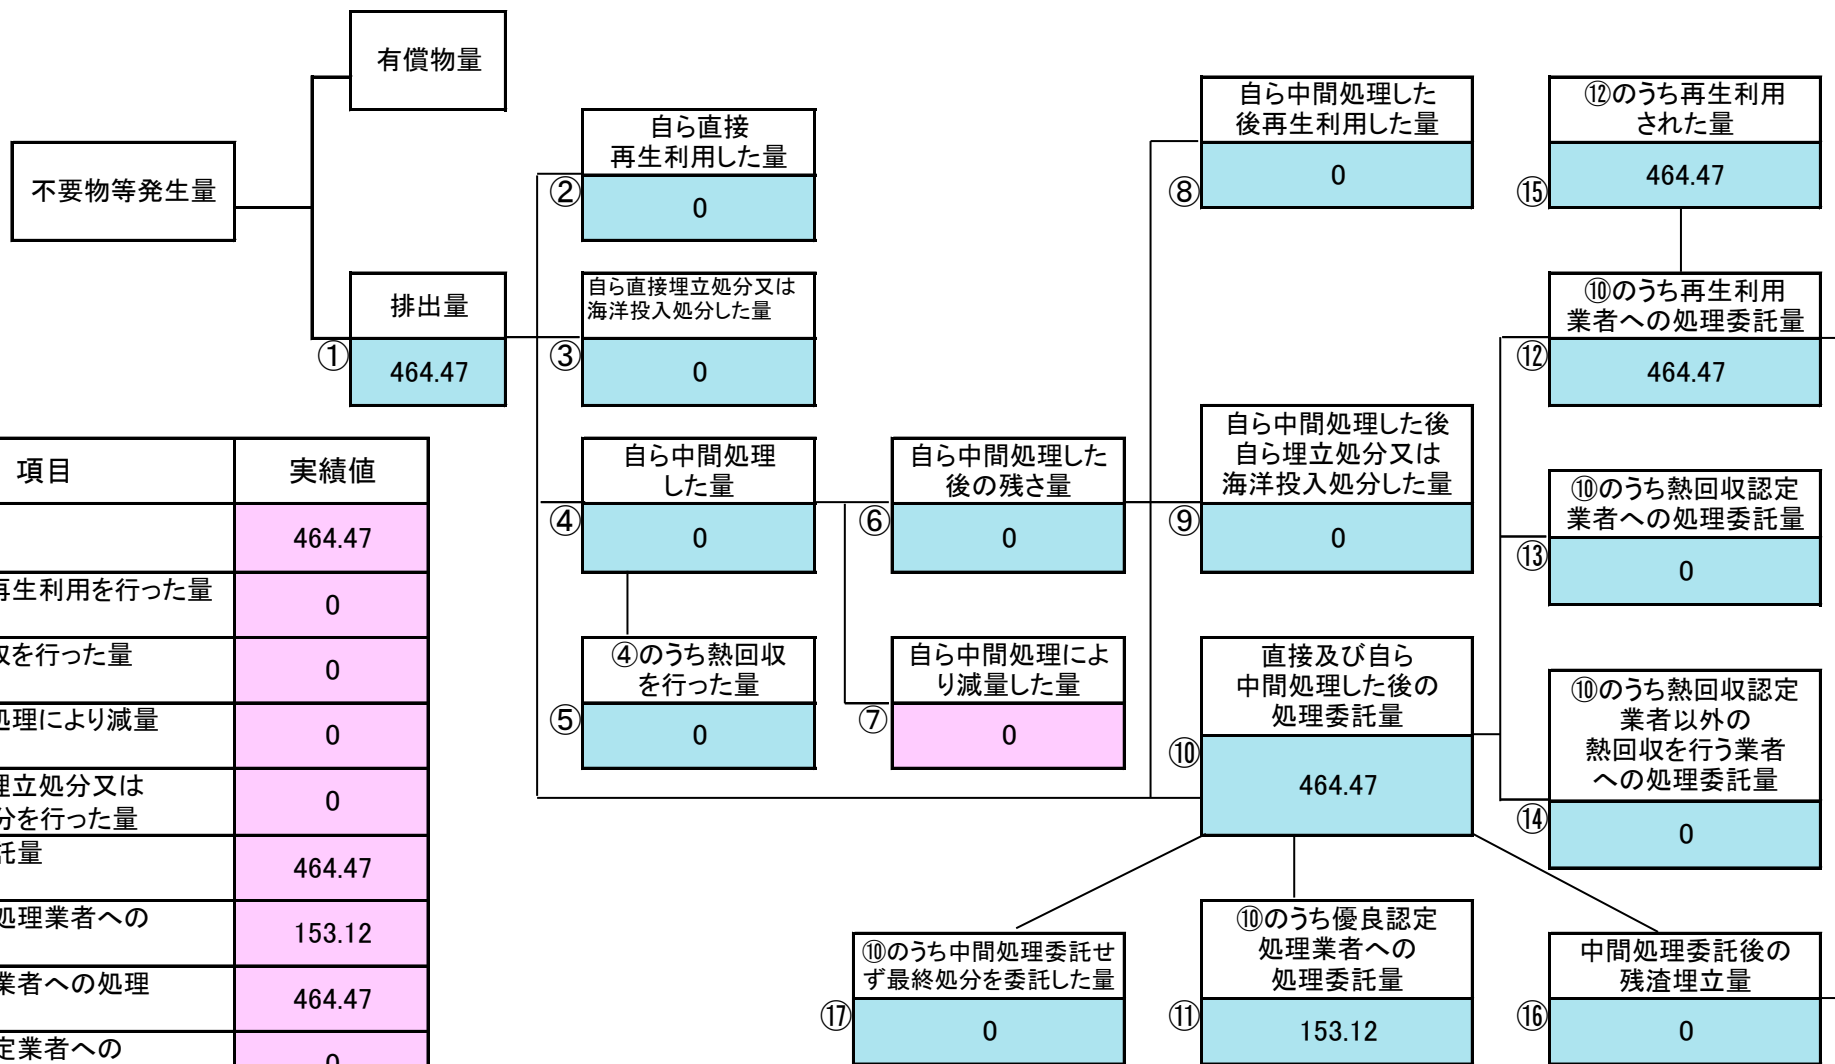 有償物量
不要物等発生量
排出量
①
464.47
自ら直接
再生利用した量
②
0
自ら直接埋立処分又は
海洋投入処分した量
③
0
自ら中間処理
した量
④
0
④のうち熱回収
を行った量
⑤
0
自ら中間処理した
後の残さ量
⑥
0
自ら中間処理によ
り減量した量
⑦
0
自ら中間処理した
後再生利用した量
⑧
0
自ら中間処理した後
自ら埋立処分又は
海洋投入処分した量
⑨
0
直接及び自ら
中間処理した後の
処理委託量
⑩
464.47
⑫のうち再生利用
された量
⑮
464.47
⑩のうち再生利用
業者への処理委託量
⑫
464.47
⑩のうち熱回収認定
業者への処理委託量
⑬
0
⑩のうち熱回収認定
業者以外の
熱回収を行う業者
への処理委託量
⑭
0
⑩のうち中間処理委託せ
ず最終処分を委託した量
⑰
0
⑩のうち優良認定
処理業者への
処理委託量
⑪
153.12
中間処理委託後の
残渣埋立量
⑯
0
項目
実績値
464.47
再生利用を行った量
0
収を行った量
0
処理により減量
0
埋立処分又は
分を行った量
0
託量
464.47
処理業者への
153.12
業者への処理
464.47
定業者への
0